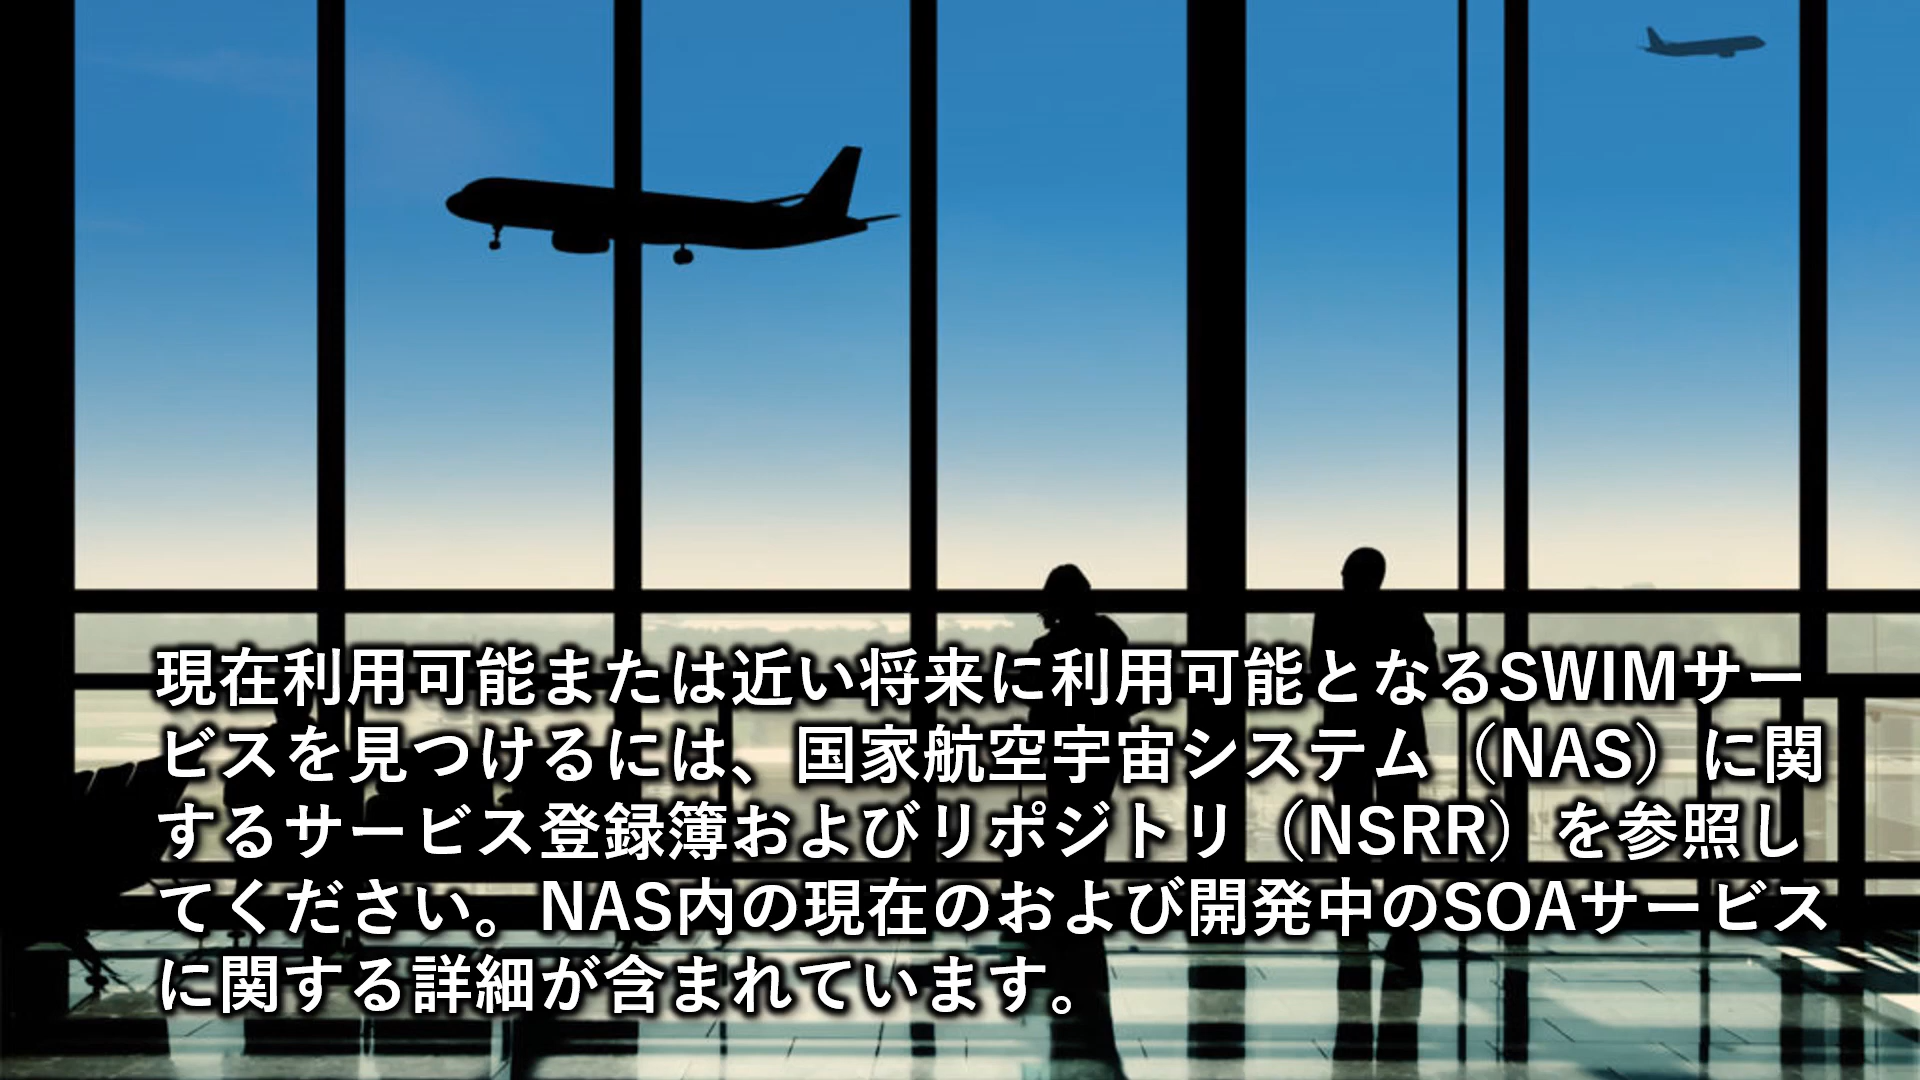 現在利用可能または近い将来に利用可能となるSWIMサー
ビスを見つけるには、国家航空宇宙システム（NAS）に関
するサービス登録簿およびリポジトリ（NSRR）を参照し
てください。NAS内の現在のおよび開発中のSOAサービス
に関する詳細が含まれています。